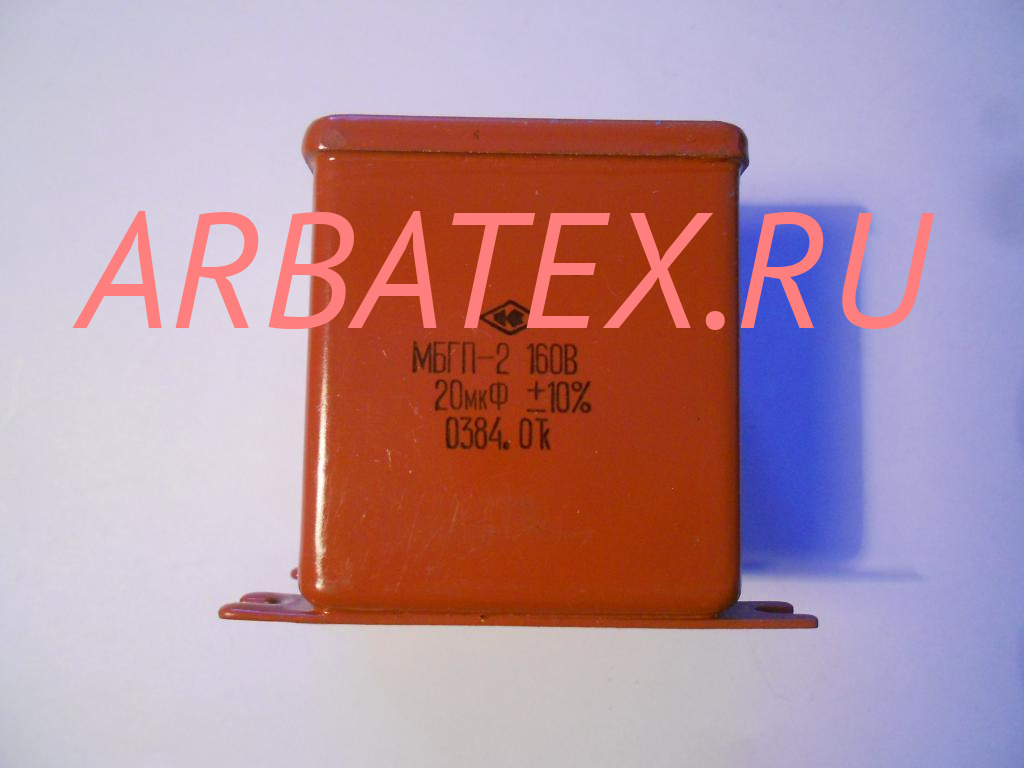 ARBATEX.RU
МБГП-2 160В
20мкФ ±10%
0384. ОТк